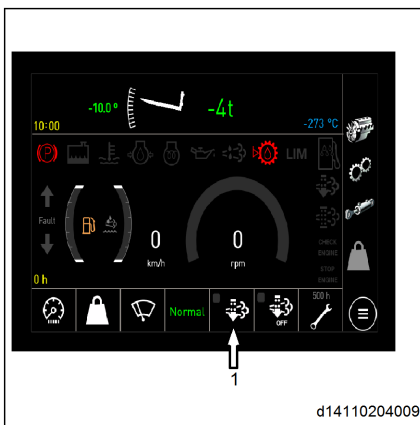 -10.0 °
-4t
10:00
-273 °C
(P)
LIM
Fault
0
km/h
0
rpm
CHECK
ENGINE
STOP
ENGINE
0 h
Normal
OFF
500 h
1
d14110204009